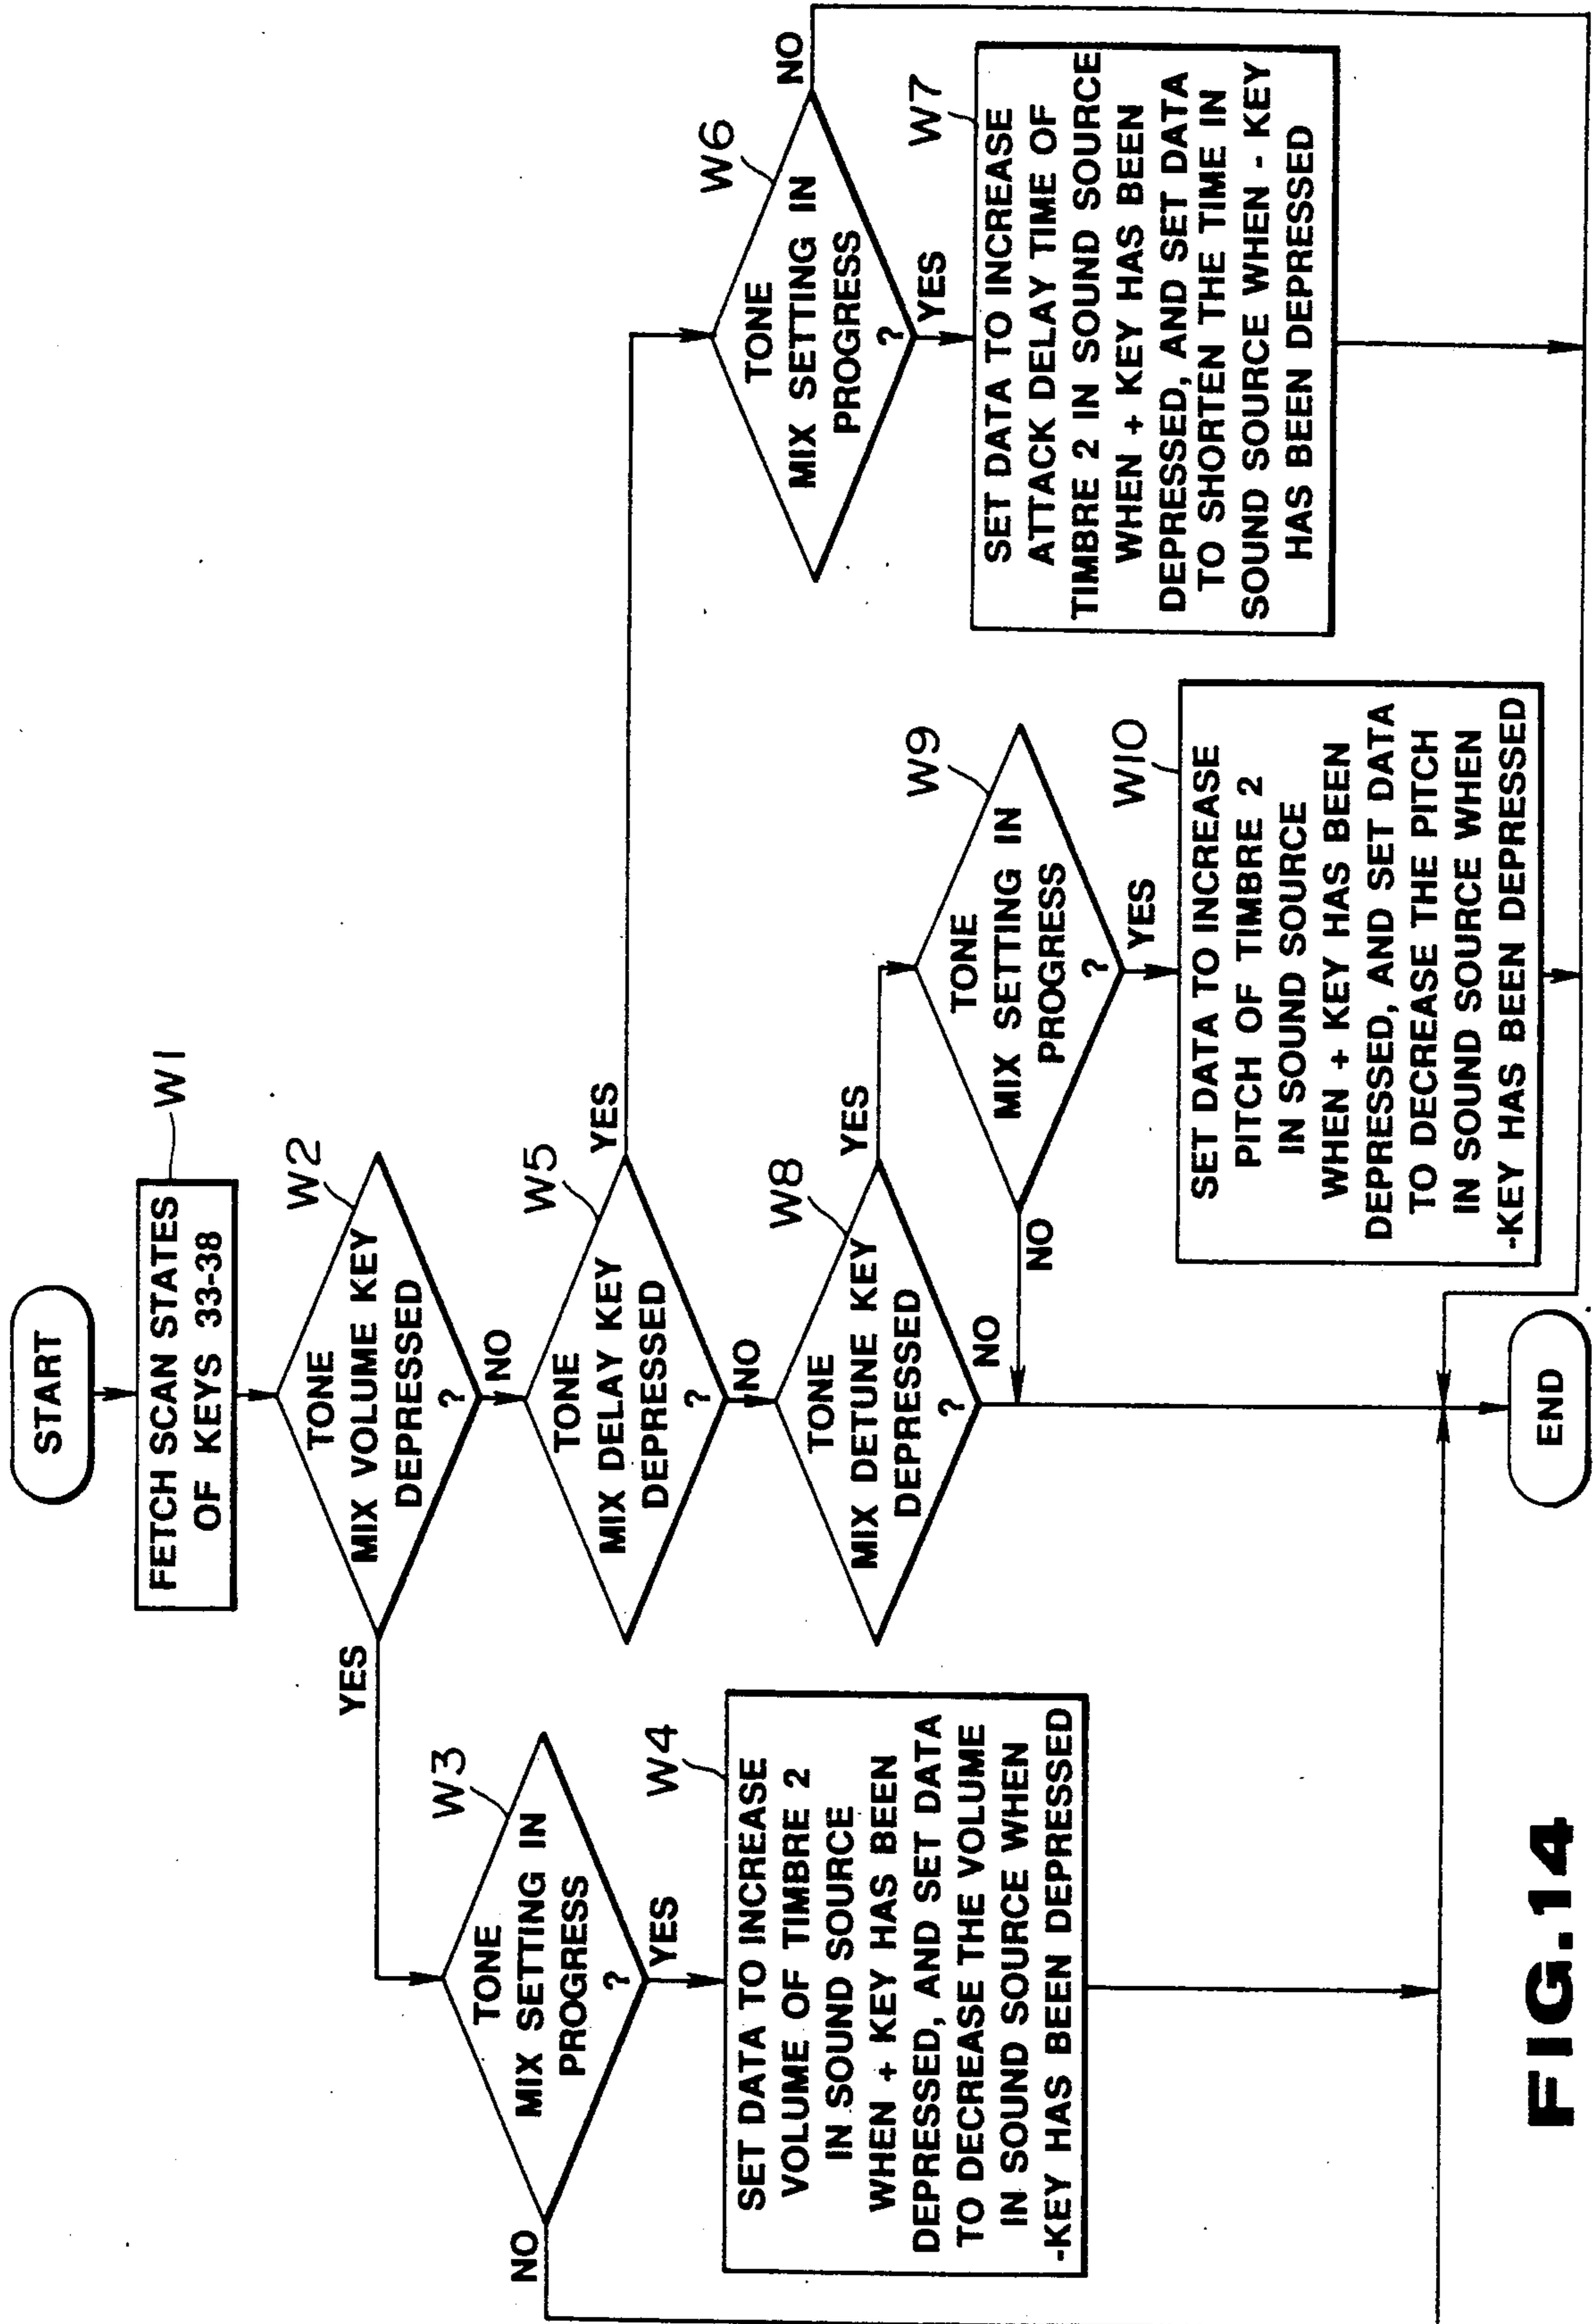 START
FETCH SCAN STATES
OF KEYS 33-38
W1
TONE
MIX VOLUME KEY
DEPRESSED
?
W2
YES
NO
TONE
MIX SETTING IN
PROGRESS
?
W3
NO
YES
SET DATA TO INCREASE
VOLUME OF TIMBRE 2
IN SOUND SOURCE
WHEN + KEY HAS BEEN
DEPRESSED, AND SET DATA
TO DECREASE THE VOLUME
IN SOUND SOURCE WHEN
-KEY HAS BEEN DEPRESSED
W4
TONE
MIX DELAY KEY
DEPRESSED
?
W5
YES
NO
TONE
MIX SETTING IN
PROGRESS
?
W6
NO
YES
SET DATA TO INCREASE
ATTACK DELAY TIME OF
TIMBRE 2 IN SOUND SOURCE
WHEN + KEY HAS BEEN
DEPRESSED, AND SET DATA
TO SHORTEN THE TIME IN
SOUND SOURCE WHEN - KEY
HAS BEEN DEPRESSED
W7
TONE
MIX DETUNE KEY
DEPRESSED
?
W8
YES
NO
TONE
MIX SETTING IN
PROGRESS
?
W9
NO
YES
SET DATA TO INCREASE
PITCH OF TIMBRE 2
IN SOUND SOURCE
WHEN + KEY HAS BEEN
DEPRESSED, AND SET DATA
TO DECREASE THE PITCH
IN SOUND SOURCE WHEN
-KEY HAS BEEN DEPRESSED
W10
END
FIG.14